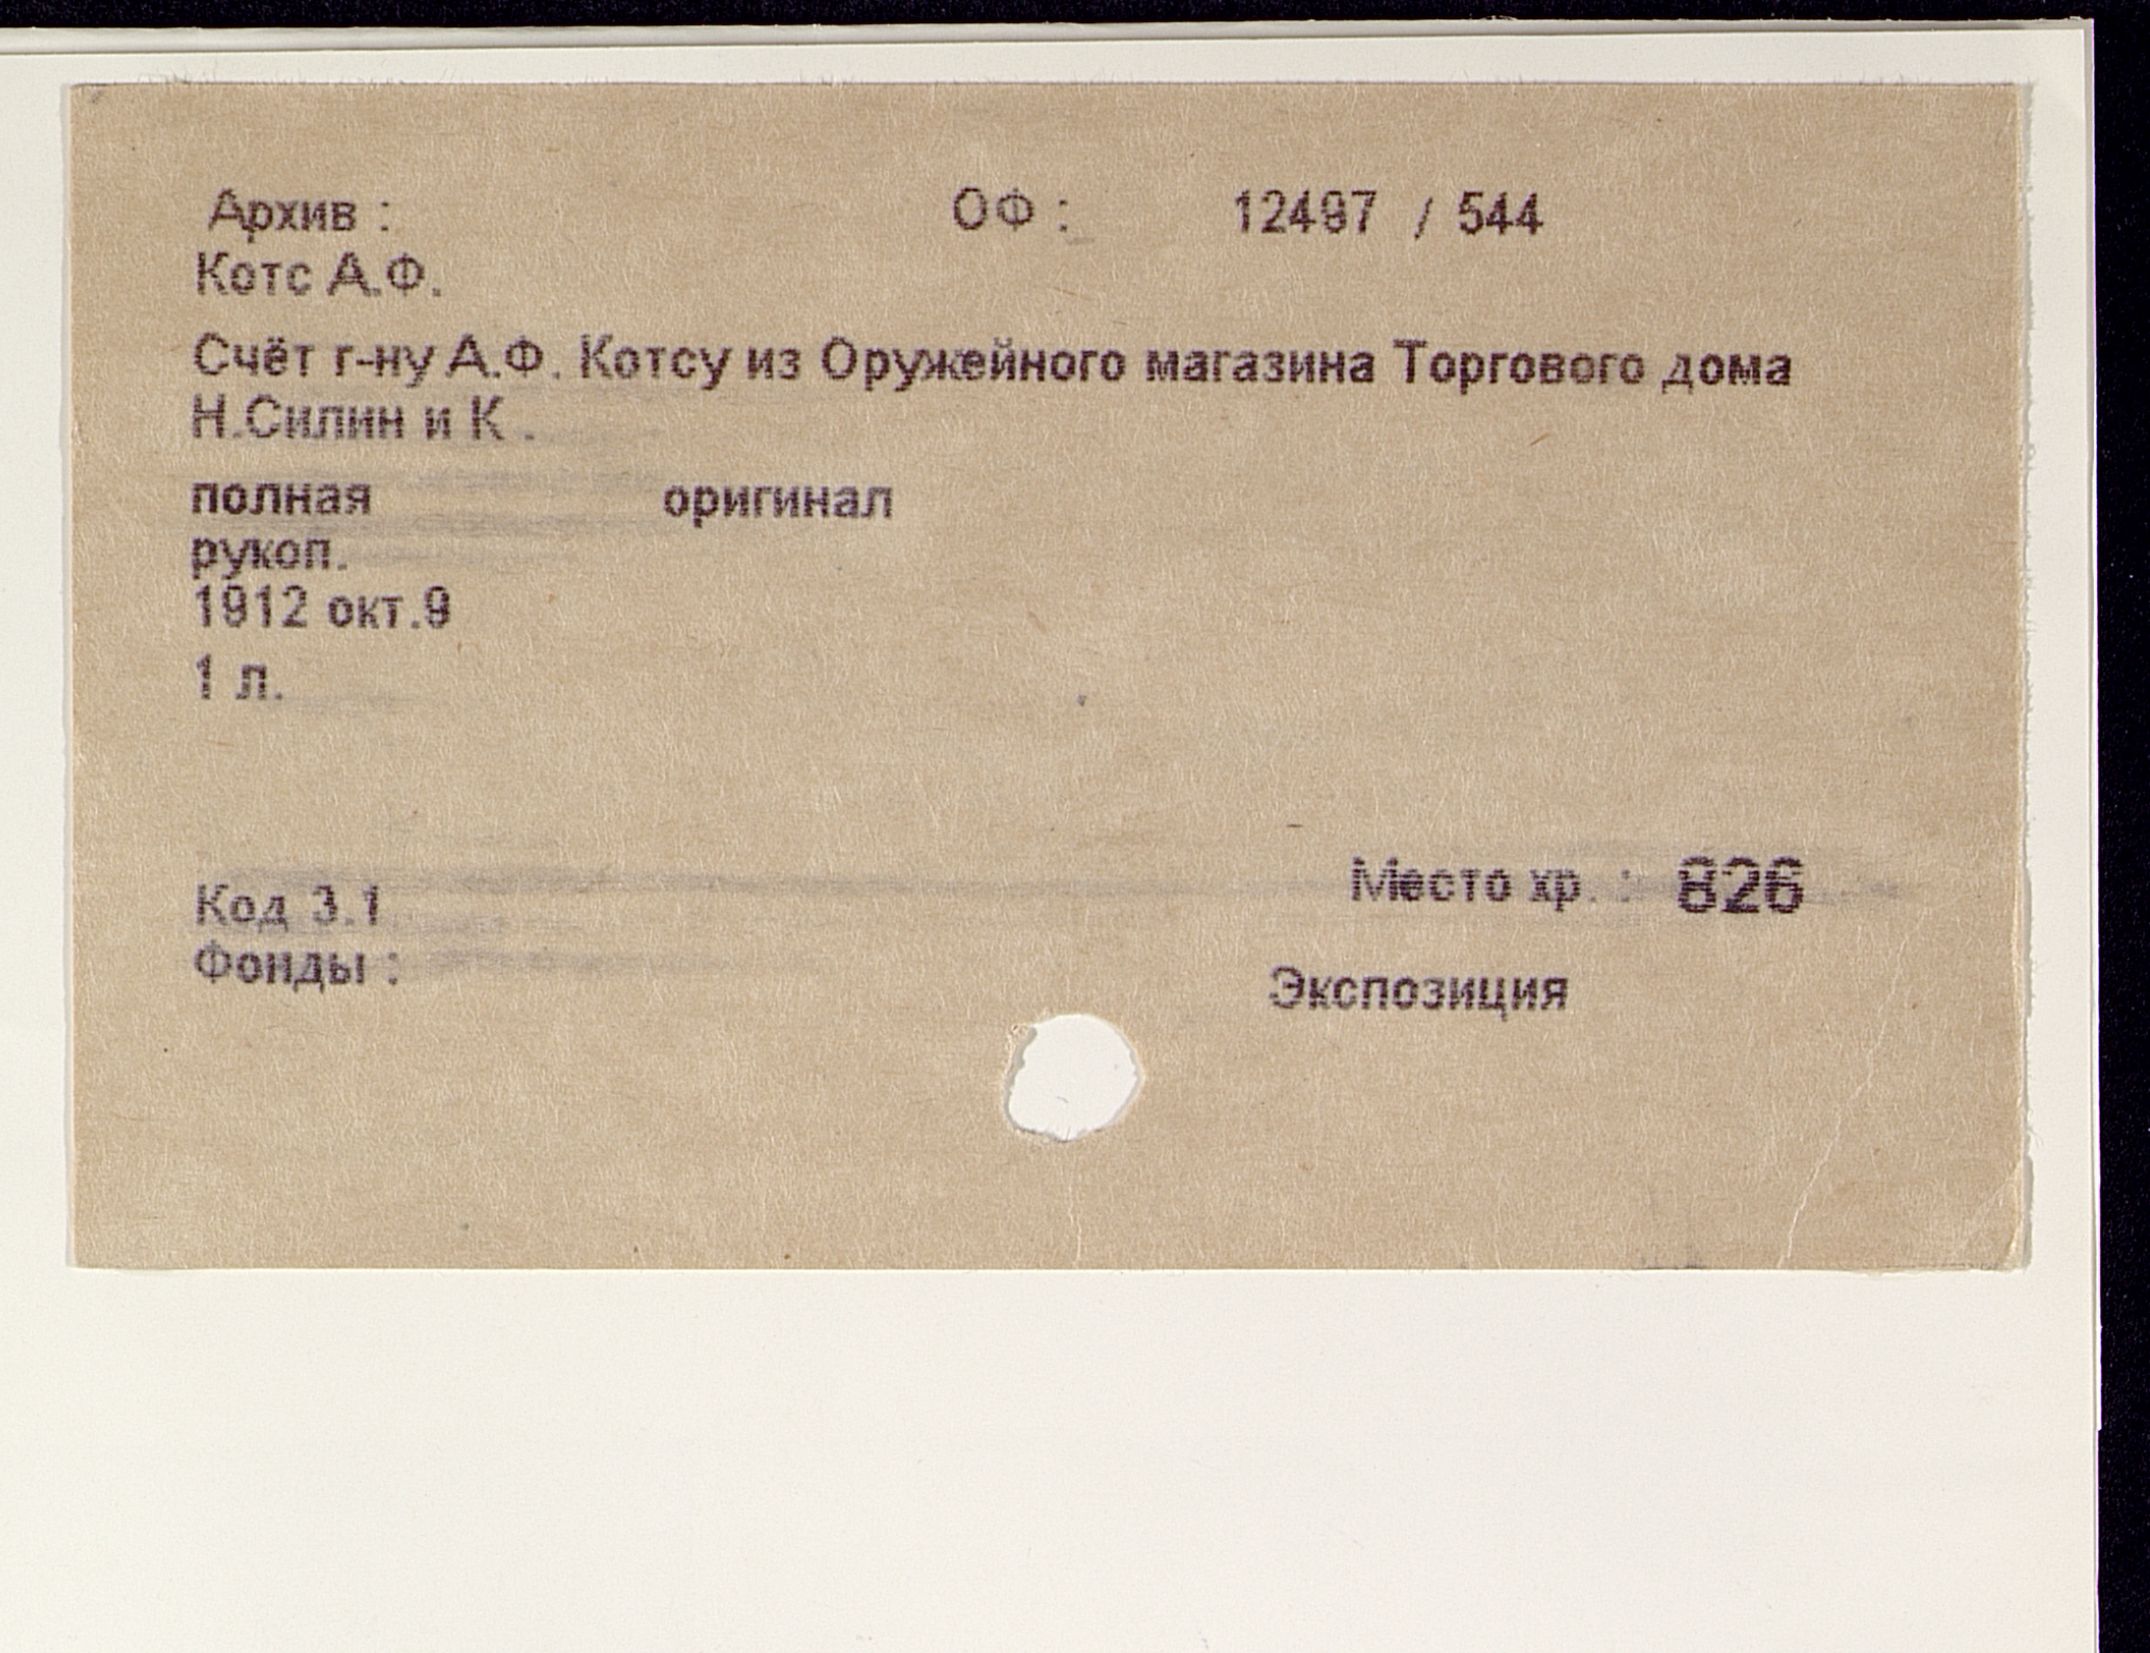 Архив : ОФ : 12497 / 544
Котс А.Ф.
Счёт г-ну А.Ф. Котсу из Оружейного магазина Торгового дома
Н.Силин и К .
полная оригинал
рукоп.
1912 окт.9
1 л.
Место хр. : 826
Код 3.1
Фонды :
Экспозиция